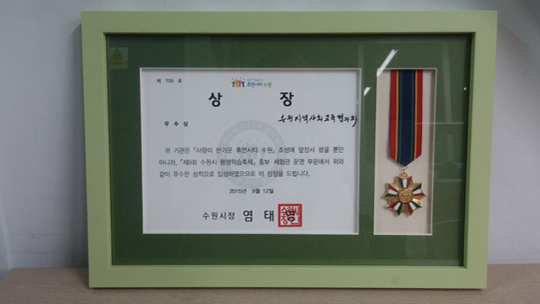 제 709 호
휴먼시티 수원
상 장
우수상
수원지역사회교육협의회
귀 기관은 「사람이 반가운 휴먼시티 수원」 조성에 앞장서 왔을 뿐만
아니라, 「제9회 수원시 평생학습축제」 홍보·체험관 운영 부문에서 위와
같이 우수한 성적으로 입상하였으므로 이 상장을 드립니다.
2015년 9월 12일
수원시장 염태영